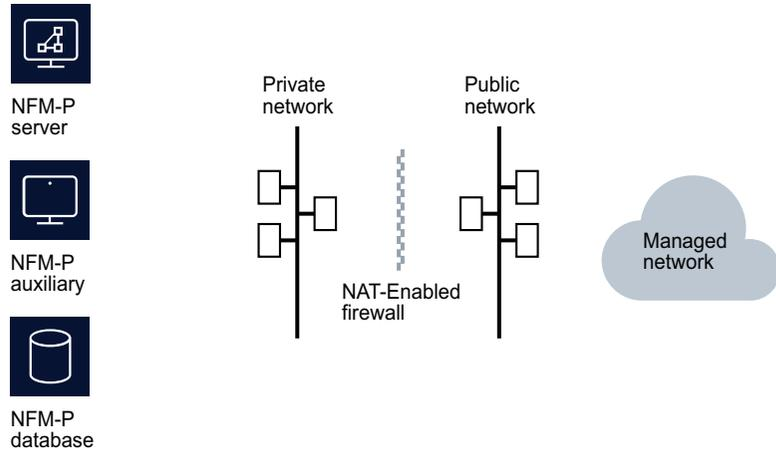 NFM-P
server
Private
network
Public
network
NFM-P
auxiliary
NAT-Enabled
firewall
Managed
network
NFM-P
database